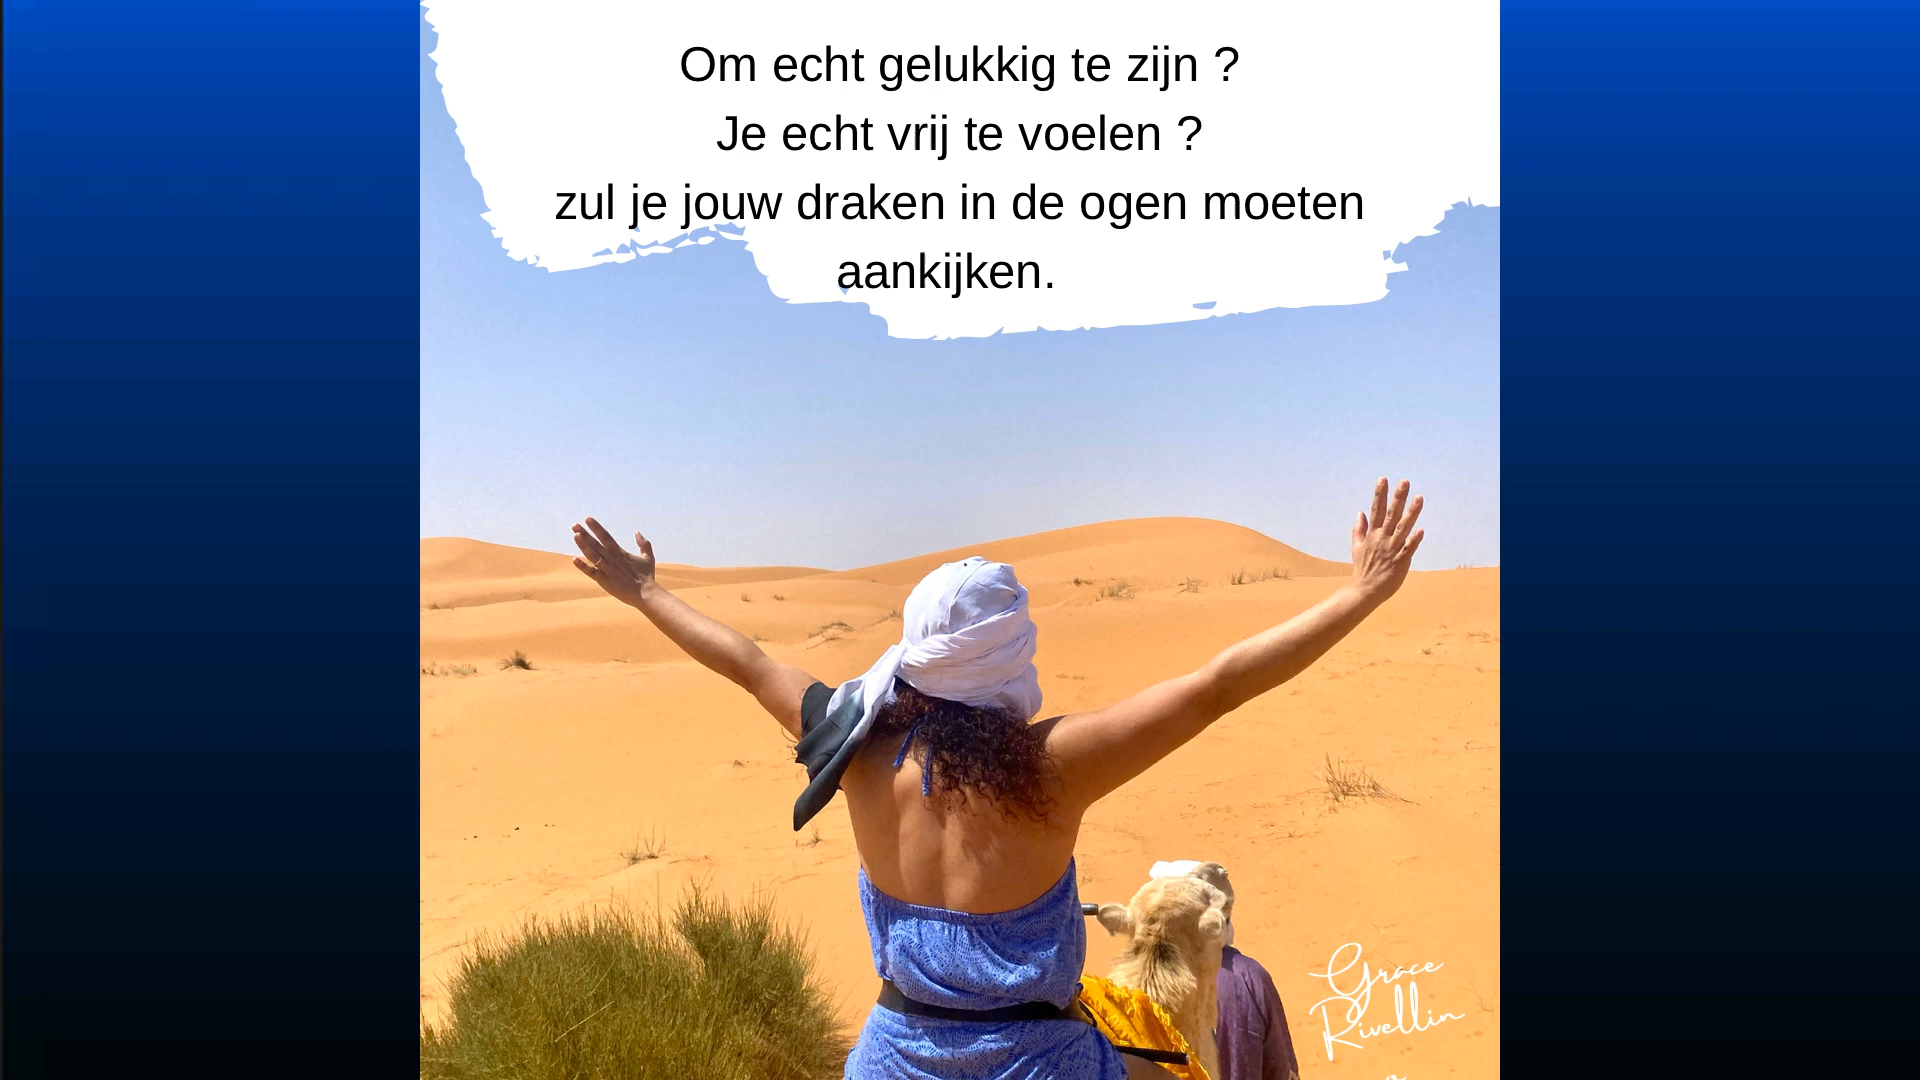 Om echt gelukkig te zijn ?
Je echt vrij te voelen ?
zul je jouw draken in de ogen moeten
aankijken.
Grace
Rivellin